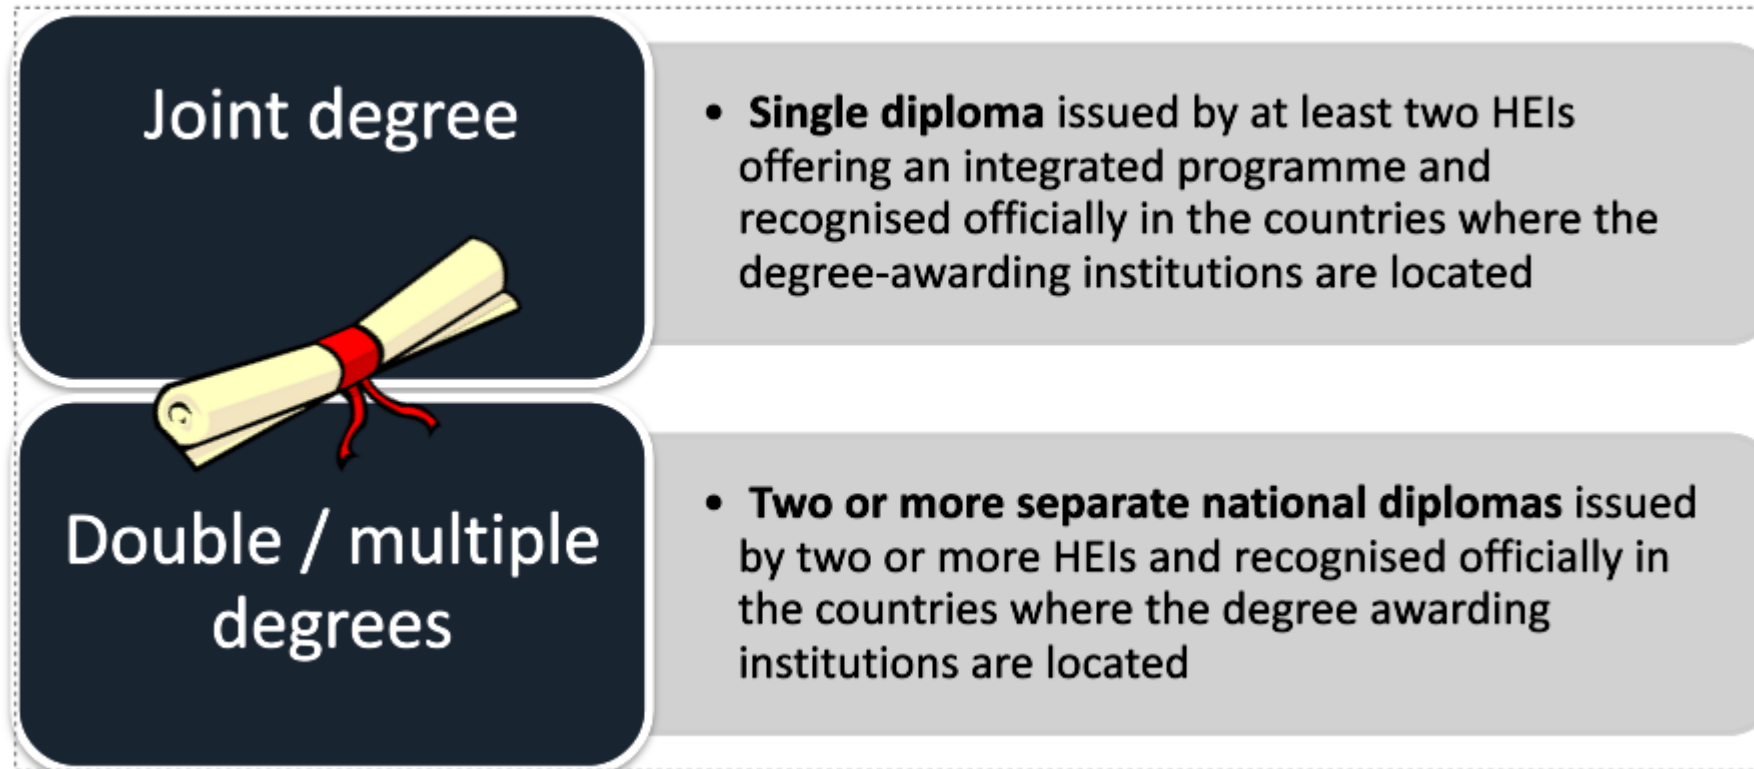 Joint degree
• Single diploma issued by at least two HEIs
offering an integrated programme and
recognised officially in the countries where the
degree-awarding institutions are located
Double / multiple
degrees
• Two or more separate national diplomas issued
by two or more HEIs and recognised officially in
the countries where the degree awarding
institutions are located